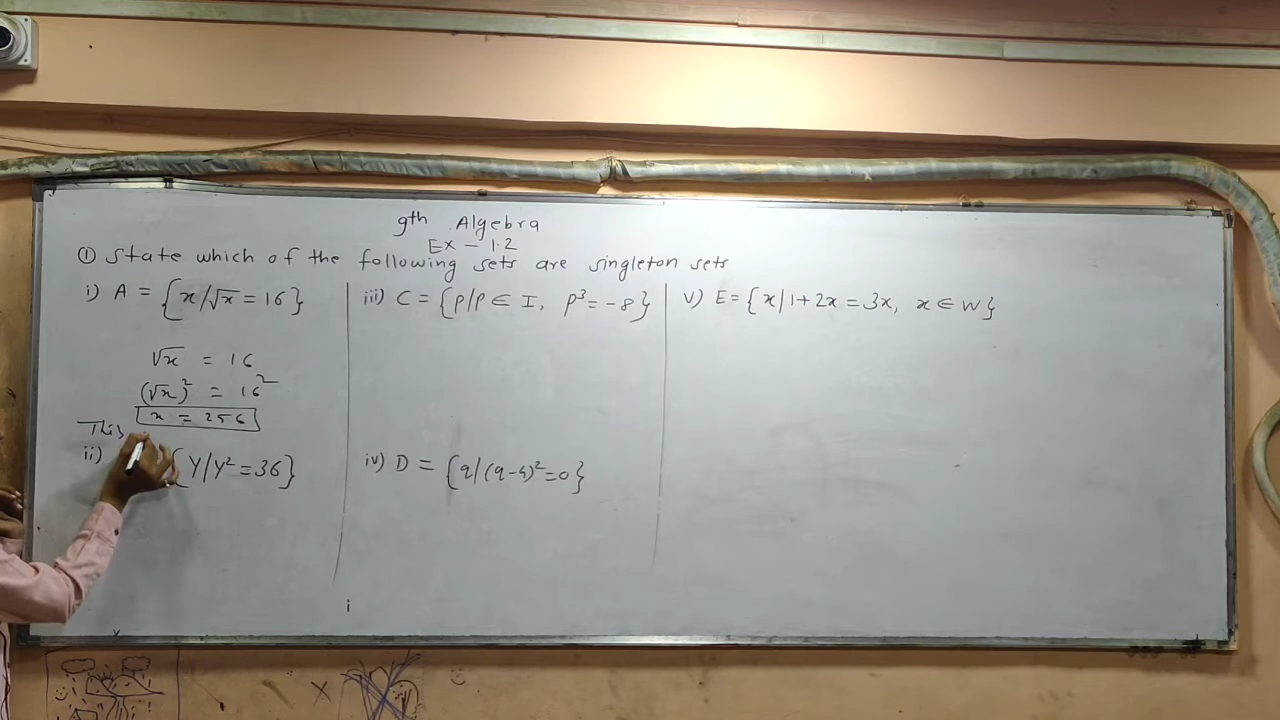 9th Algebra
Ex - 1.2
① State which of the following sets are singleton sets
i) A = {x/√x = 16}
√x = 16
(√x)² = 16²
x = 256
This
ii) {Y/Y² = 36}
iii) C = {p/p ∈ I, p³ = -8}
iv) D = {q/(q-4)² = 0}
v) E = {x|1+2x = 3x, x ∈ W}